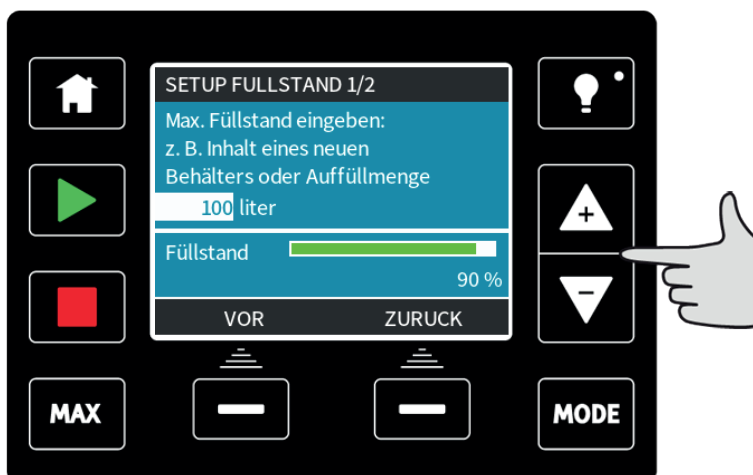 SETUP FULLSTAND 1/2
Max. Füllstand eingeben:
z. B. Inhalt eines neuen
Behälters oder Auffüllmenge
100 liter
Füllstand
90 %
VOR ZURUCK
+
−
MAX
MODE